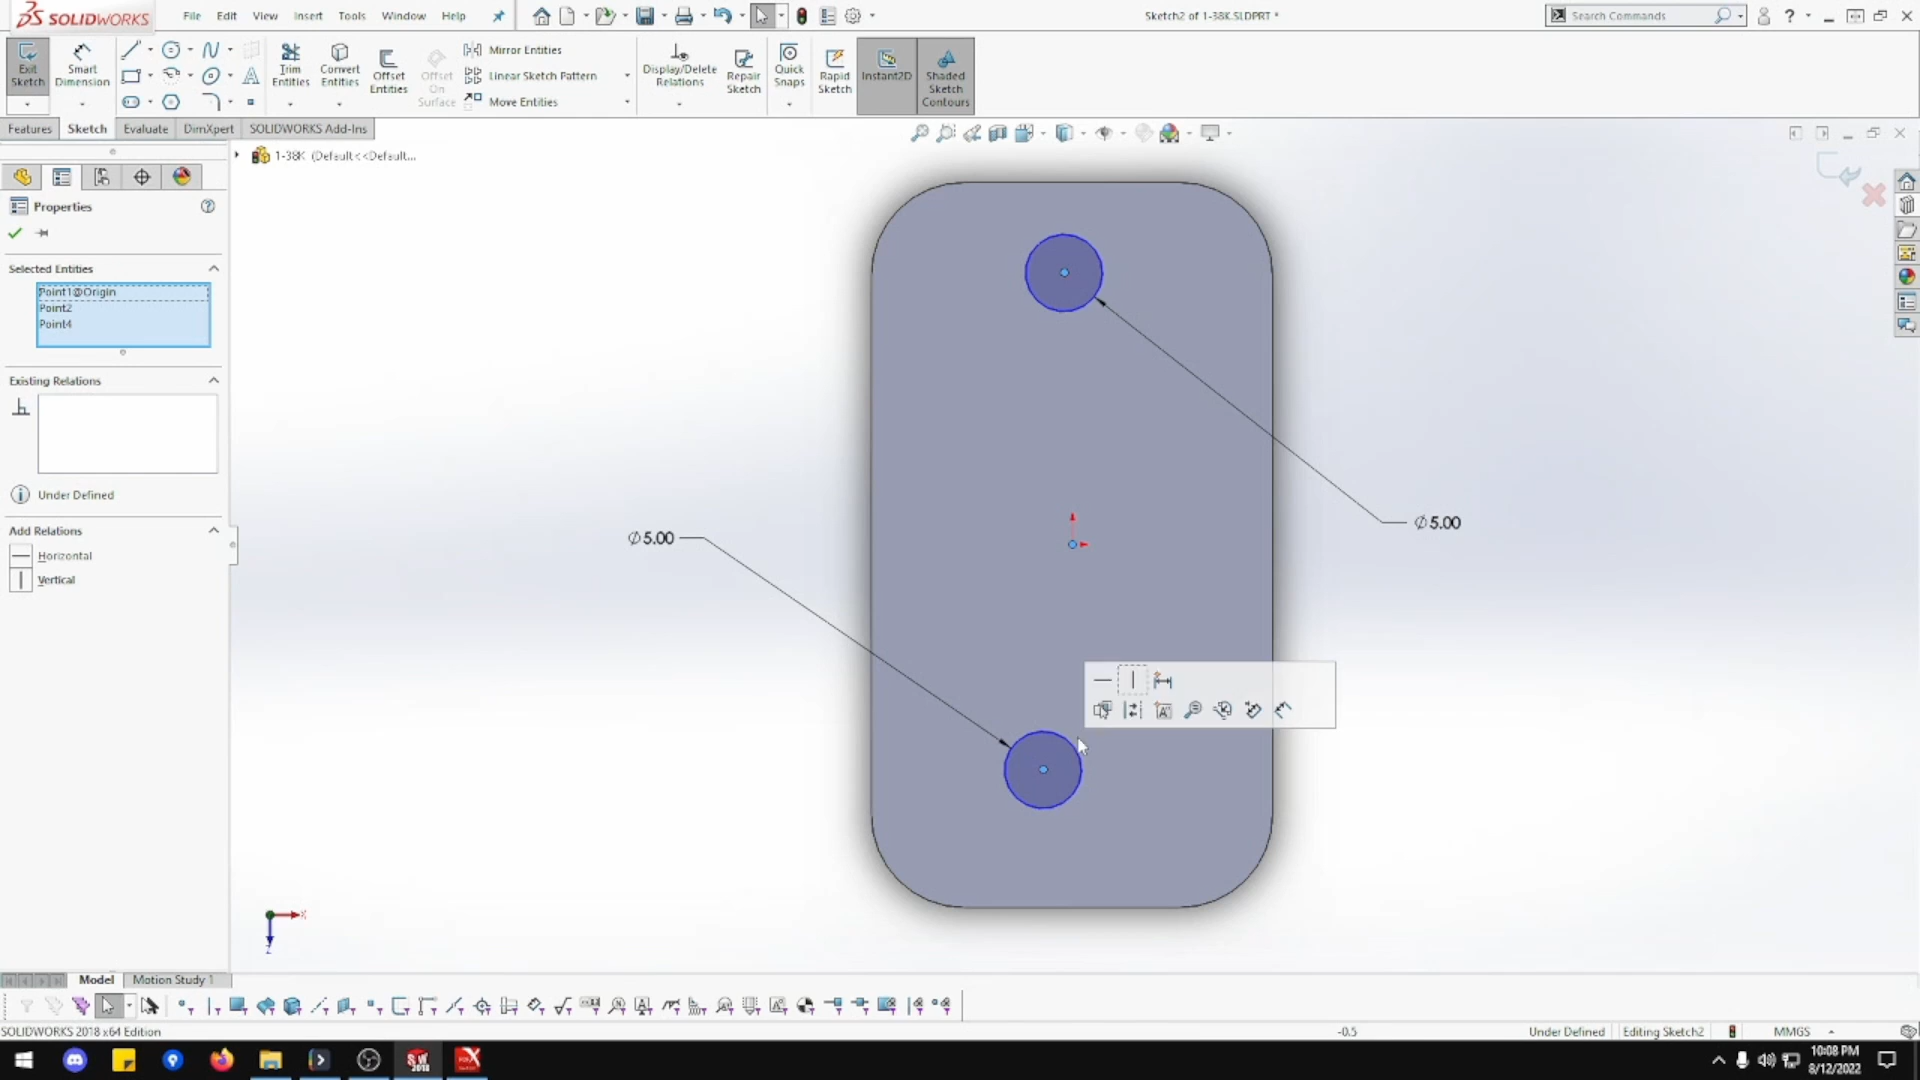 SOLIDWORKS
File Edit View Insert Tools Window Help
Sketch2 of 1-38K.SLDPRT *
Search Commands
Exit Sketch
Smart Dimension
Trim Entities
Convert Entities
Offset Entities
Offset On Surface
Mirror Entities
Linear Sketch Pattern
Move Entities
Display/Delete Relations
Repair Sketch
Quick Snaps
Rapid Sketch
Instant2D
Shaded Sketch Contours
Features Sketch Evaluate DimXpert SOLIDWORKS Add-Ins
1-38K (Default<<Default...
Properties
Selected Entities
Point1@Origin
Point2
Point4
Existing Relations
Under Defined
Add Relations
Horizontal
Vertical
∅5.00
∅5.00
Model Motion Study 1
SOLIDWORKS 2018 x64 Edition
-0.5
Under Defined
Editing Sketch2
MMGS
10:08 PM
8/12/2022